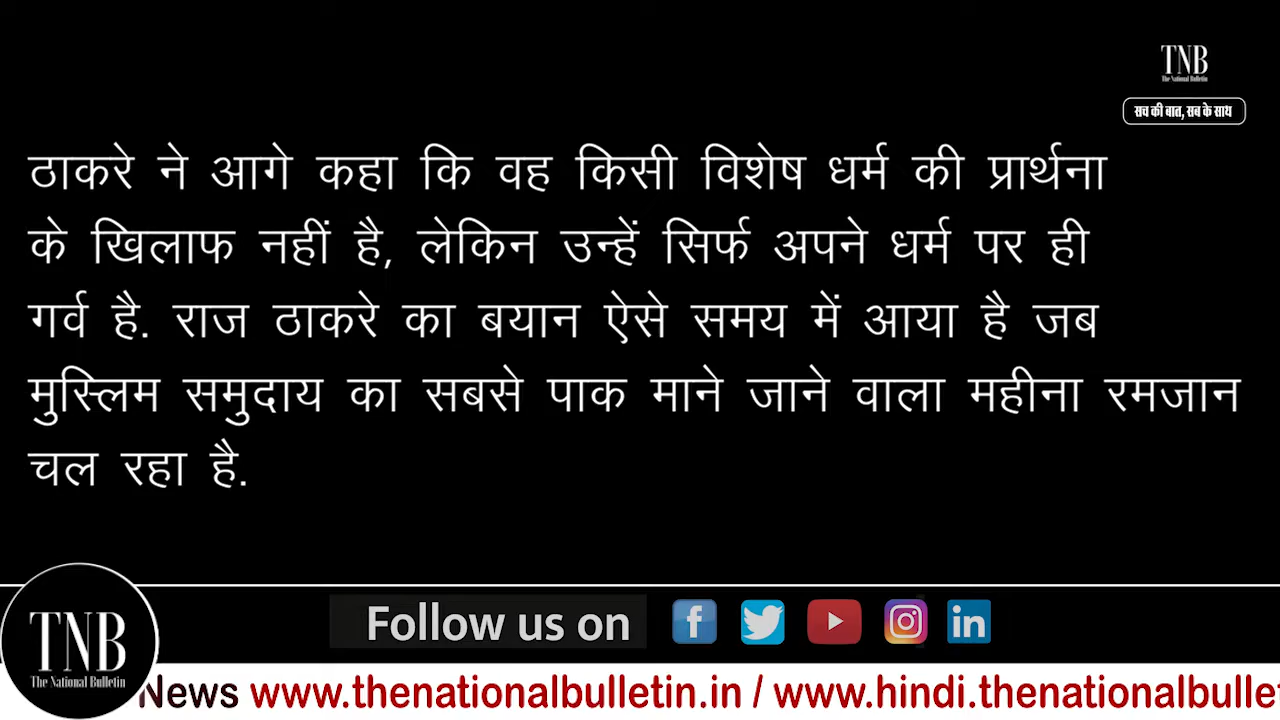 TNB
The National Bulletin
सच की बात, सब के साथ
ठाकरे ने आगे कहा कि वह किसी विशेष धर्म की प्रार्थना
के खिलाफ नहीं है, लेकिन उन्हें सिर्फ अपने धर्म पर ही
गर्व है. राज ठाकरे का बयान ऐसे समय में आया है जब
मुस्लिम समुदाय का सबसे पाक माने जाने वाला महीना रमजान
चल रहा है.
Follow us on
TNB
The National Bulletin
News www.thenationalbulletin.in / www.hindi.thenationalbulle